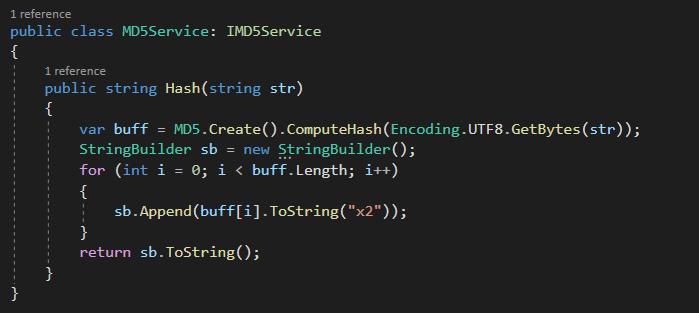 1 reference
public class MD5Service: IMD5Service
{
1 reference
public string Hash(string str)
{
var buff = MD5.Create().ComputeHash(Encoding.UTF8.GetBytes(str));
StringBuilder sb = new StringBuilder();
for (int i = 0; i < buff.Length; i++)
{
sb.Append(buff[i].ToString("x2"));
}
return sb.ToString();
}
}